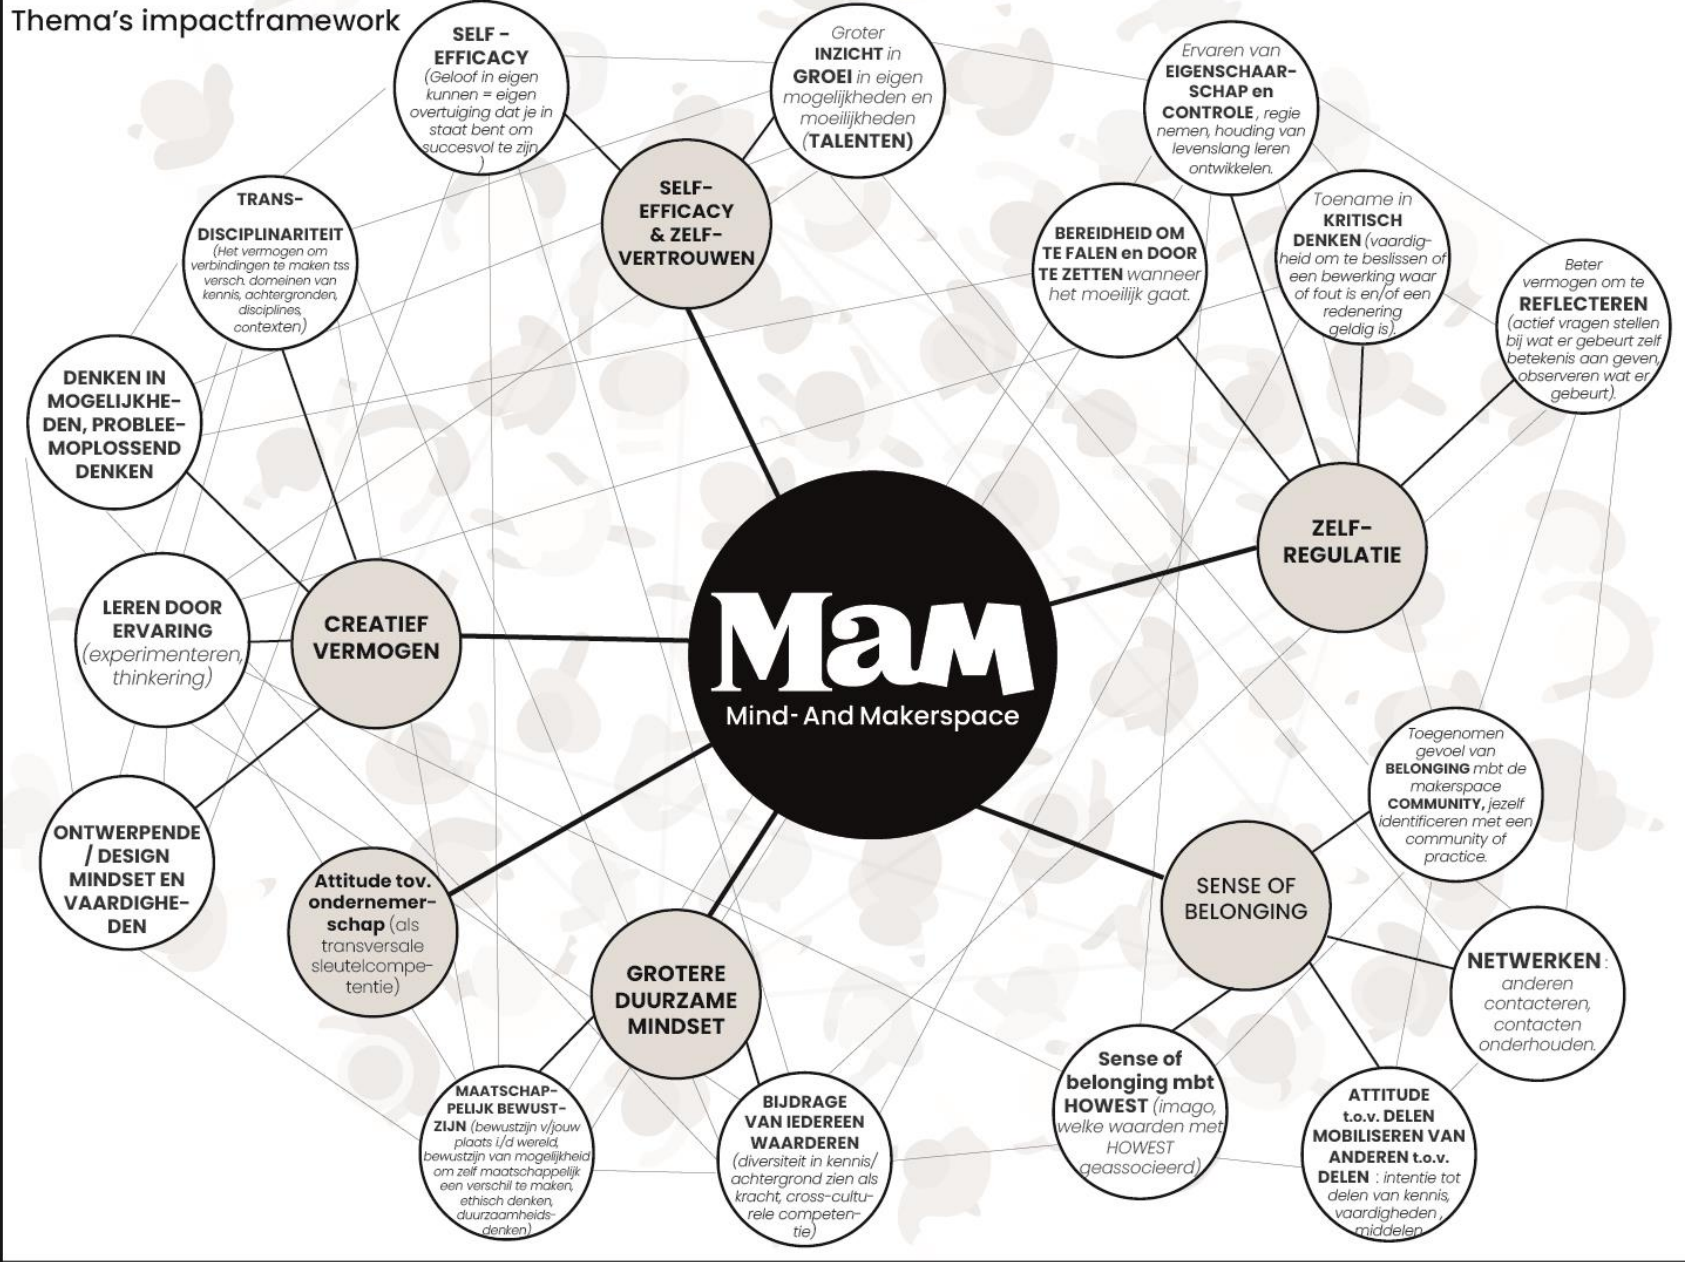 Thema's impactframework
SELF -
EFFICACY
(Geloof in eigen
kunnen = eigen
overtuiging dat je in
staat bent om
succesvol te zijn
)
Groter
INZICHT in
GROEI in eigen
mogelijkheden en
moeilijkheden
(TALENTEN)
Ervaren van
EIGENSCHAAR-
SCHAP en
CONTROLE , regie
nemen, houding van
levenslang leren
ontwikkelen.
TRANS-
DISCIPLINARITEIT
(Het vermogen om
verbindingen te maken tss
versch. domeinen van
kennis, achtergronden,
disciplines,
contexten)
SELF-
EFFICACY
& ZELF-
VERTROUWEN
BEREIDHEID OM
TE FALEN en DOOR
TE ZETTEN wanneer
het moeilijk gaat.
Toename in
KRITISCH
DENKEN (vaardig-
heid om te beslissen of
een bewerking waar
of fout is en/of een
redenering
geldig is).
Beter
vermogen om te
REFLECTEREN
(actief vragen stellen
bij wat er gebeurt zelf
betekenis aan geven,
observeren wat er
gebeurt).
DENKEN IN
MOGELIJKHE-
DEN, PROBLEE-
MOPLOSSEND
DENKEN
ZELF-
REGULATIE
LEREN DOOR
ERVARING
(experimenteren,
thinkering)
CREATIEF
VERMOGEN
MaM
Mind-And Makerspace
Toegenomen
gevoel van
BELONGING mbt de
makerspace
COMMUNITY, jezelf
identificeren met een
community of
practice.
ONTWERPENDE
/ DESIGN
MINDSET EN
VAARDIGHE-
DEN
Attitude tov.
ondernemer-
schap (als
transversale
sleutelcompe-
tentie)
GROTERE
DUURZAME
MINDSET
SENSE OF
BELONGING
NETWERKEN :
anderen
contacteren,
contacten
onderhouden.
MAATSCHAP-
PELIJK BEWUST-
ZIJN (bewustzijn v/jouw
plaats i/d wereld,
bewustzijn van mogelijkheid
om zelf maatschappelijk
een verschil te maken,
ethisch denken,
duurzaamheids-
denken)
BIJDRAGE
VAN IEDEREEN
WAARDEREN
(diversiteit in kennis/
achtergrond zien als
kracht, cross-cultu-
rele competen-
tie)
Sense of
belonging mbt
HOWEST (imago,
welke waarden met
HOWEST
geassocieerd)
ATTITUDE
t.o.v. DELEN
MOBILISEREN VAN
ANDEREN t.o.v.
DELEN : intentie tot
delen van kennis,
vaardigheden ,
middelen